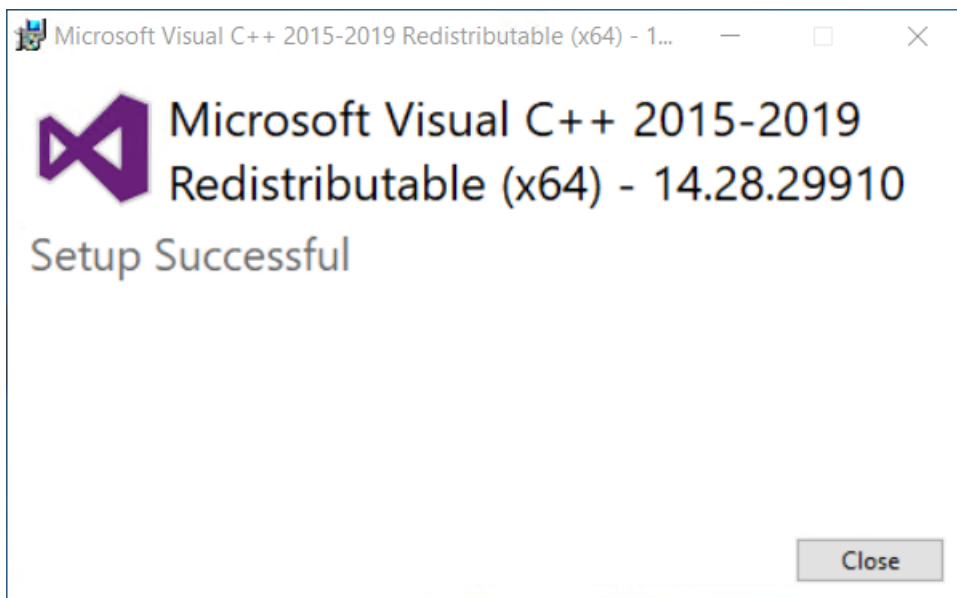 Microsoft Visual C++ 2015-2019 Redistributable (x64) - 1...
Microsoft Visual C++ 2015-2019
Redistributable (x64) - 14.28.29910
Setup Successful
Close